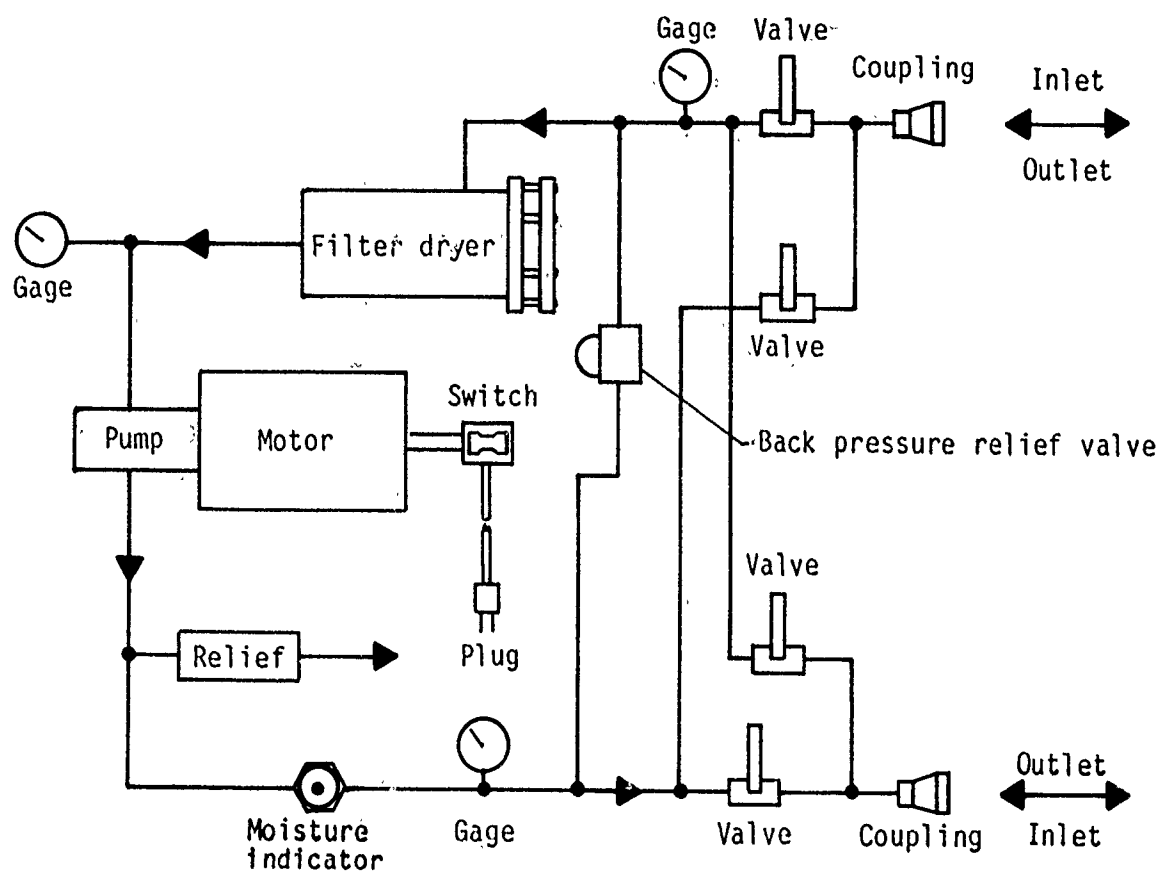 Gage
Valve
Coupling
Inlet
Outlet
Filter dryer
Gage
Valve
Switch
Pump
Motor
Back pressure relief valve
Valve
Relief
Plug
Outlet
Moisture
indicator
Gage
Valve
Coupling
Inlet